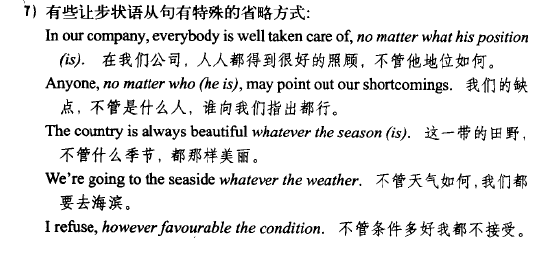 7) 有些让步状语从句有特殊的省略方式:
In our company, everybody is well taken care of, no matter what his position
(is). 在我们公司，人人都得到很好的照顾，不管他地位如何。
Anyone, no matter who (he is), may point out our shortcomings. 我们的缺
点，不管是什么人，谁向我们指出都行。
The country is always beautiful whatever the season (is). 这一带的田野，
不管什么季节，都那样美丽。
We're going to the seaside whatever the weather. 不管天气如何，我们都
要去海滨。
I refuse, however favourable the condition. 不管条件多好我都不接受。